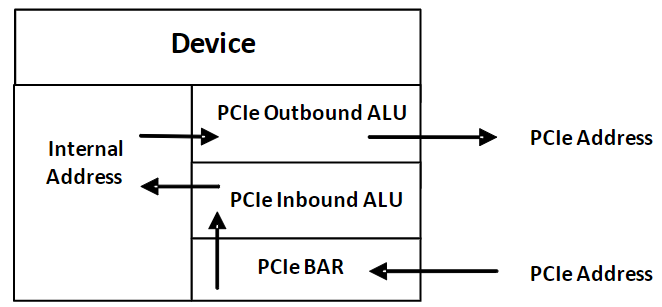 Device
PCIe Outbound ALU
PCIe Address
Internal
Address
PCIe Inbound ALU
PCIe BAR
PCIe Address